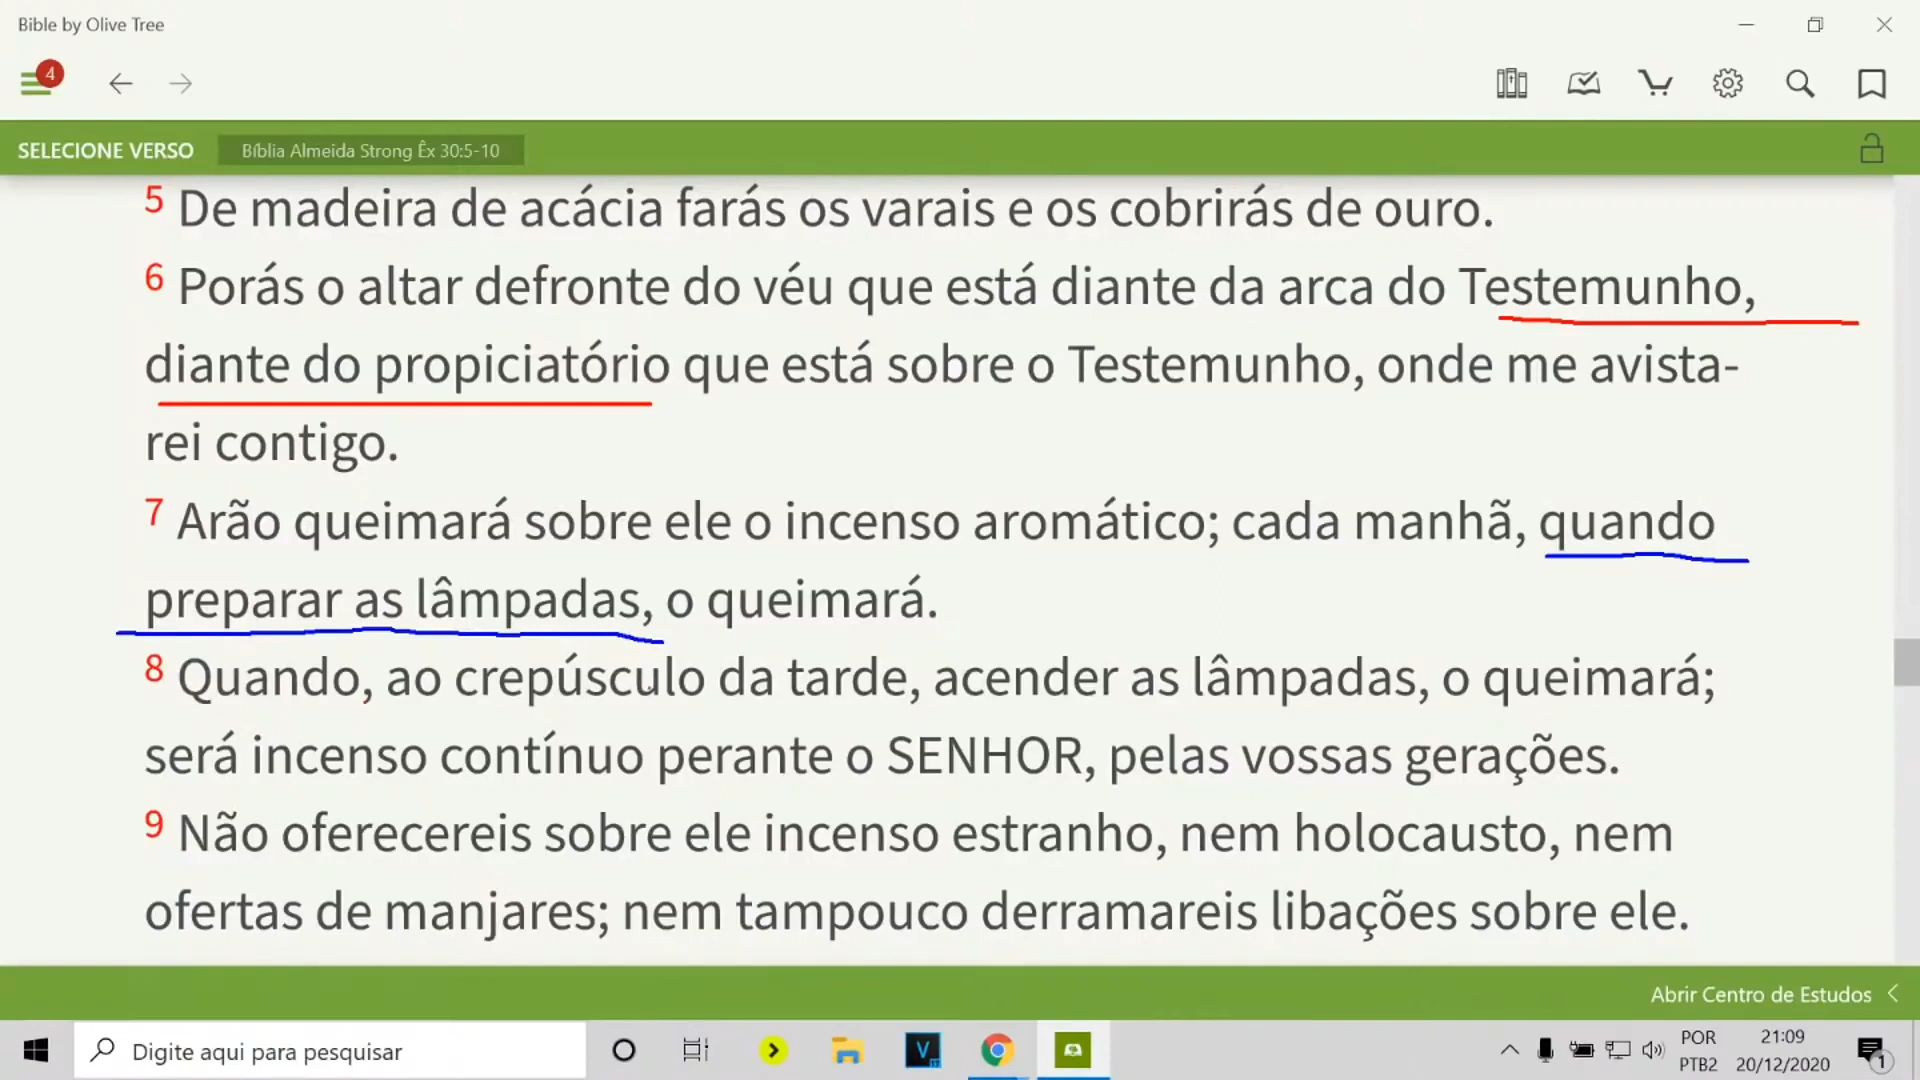 Bible by Olive Tree
4
SELECIONE VERSO Bíblia Almeida Strong Êx 30:5-10
5 De madeira de acácia farás os varais e os cobrirás de ouro.
6 Porás o altar defronte do véu que está diante da arca do Testemunho,
diante do propiciatório que está sobre o Testemunho, onde me avista-
rei contigo.
7 Arão queimará sobre ele o incenso aromático; cada manhã, quando
preparar as lâmpadas, o queimará.
8 Quando, ao crepúsculo da tarde, acender as lâmpadas, o queimará;
será incenso contínuo perante o SENHOR, pelas vossas gerações.
9 Não oferecereis sobre ele incenso estranho, nem holocausto, nem
ofertas de manjares; nem tampouco derramareis libações sobre ele.
Abrir Centro de Estudos
Digite aqui para pesquisar
V
POR 21:09
PTB2 20/12/2020
1